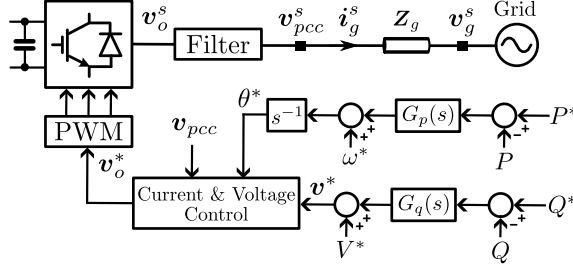 v_o^s Filter v_pcc^s i_g^s Z_g v_g^s Grid
PWM
v_o^*
v_pcc
θ^* s^-1 + + ω^* G_p(s) − + P P^*
Current & Voltage
Control
v^* + + V^* G_q(s) − + Q Q^*